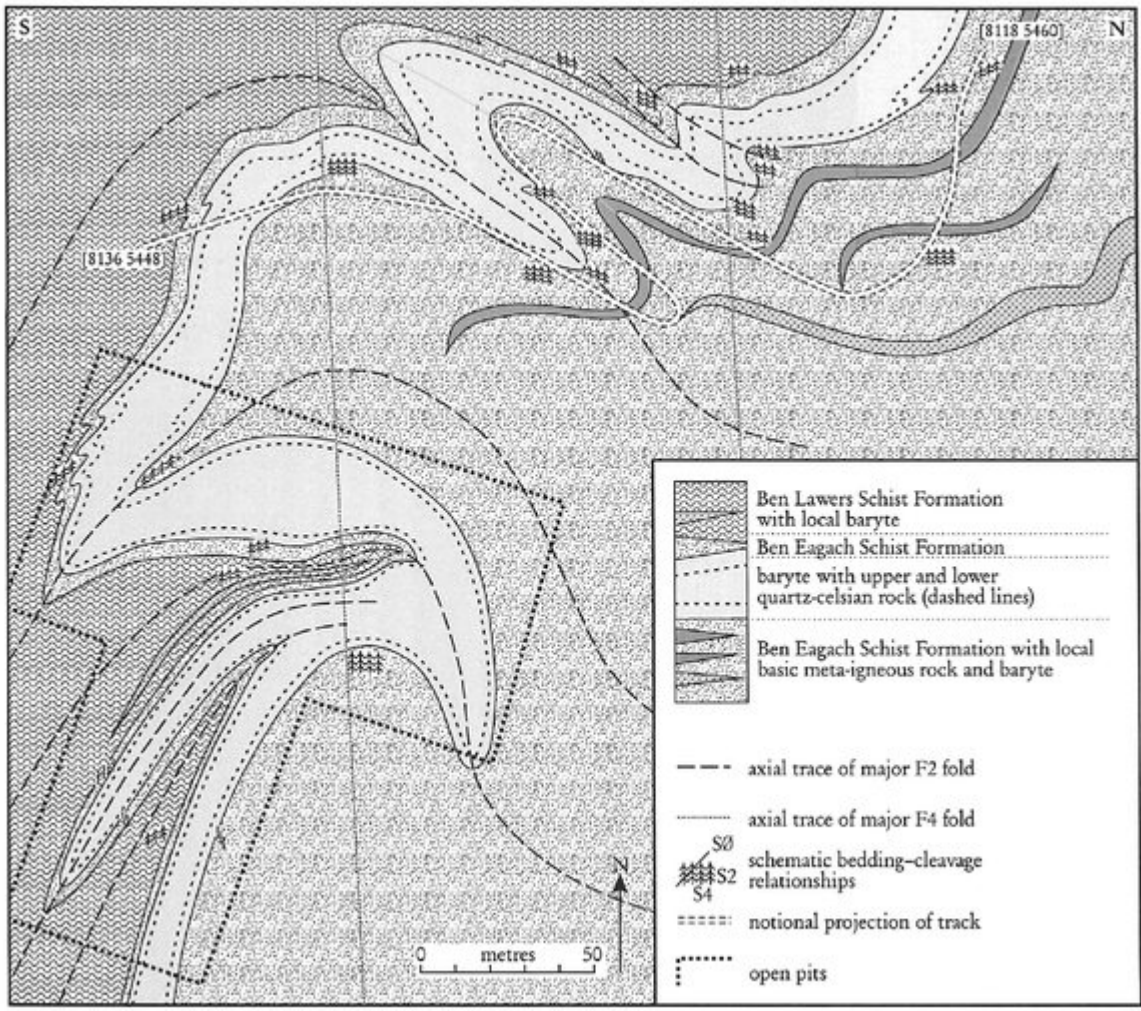 S
[8118 5460]
N
[8136 5448]
Ben Lawers Schist Formation
with local baryte
Ben Eagach Schist Formation
baryte with upper and lower
quartz-celsian rock (dashed lines)
Ben Eagach Schist Formation with local
basic meta-igneous rock and baryte
axial trace of major F2 fold
axial trace of major F4 fold
SØ
S2
S4
schematic bedding–cleavage
relationships
notional projection of track
open pits
N
0 metres 50